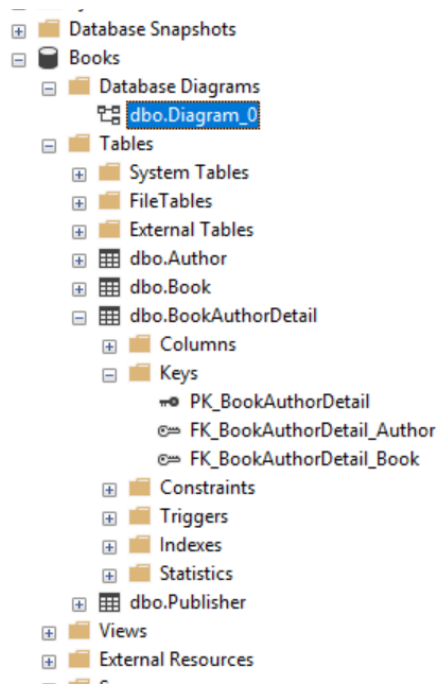 Database Snapshots
Books
Database Diagrams
dbo.Diagram_0
Tables
System Tables
FileTables
External Tables
dbo.Author
dbo.Book
dbo.BookAuthorDetail
Columns
Keys
PK_BookAuthorDetail
FK_BookAuthorDetail_Author
FK_BookAuthorDetail_Book
Constraints
Triggers
Indexes
Statistics
dbo.Publisher
Views
External Resources